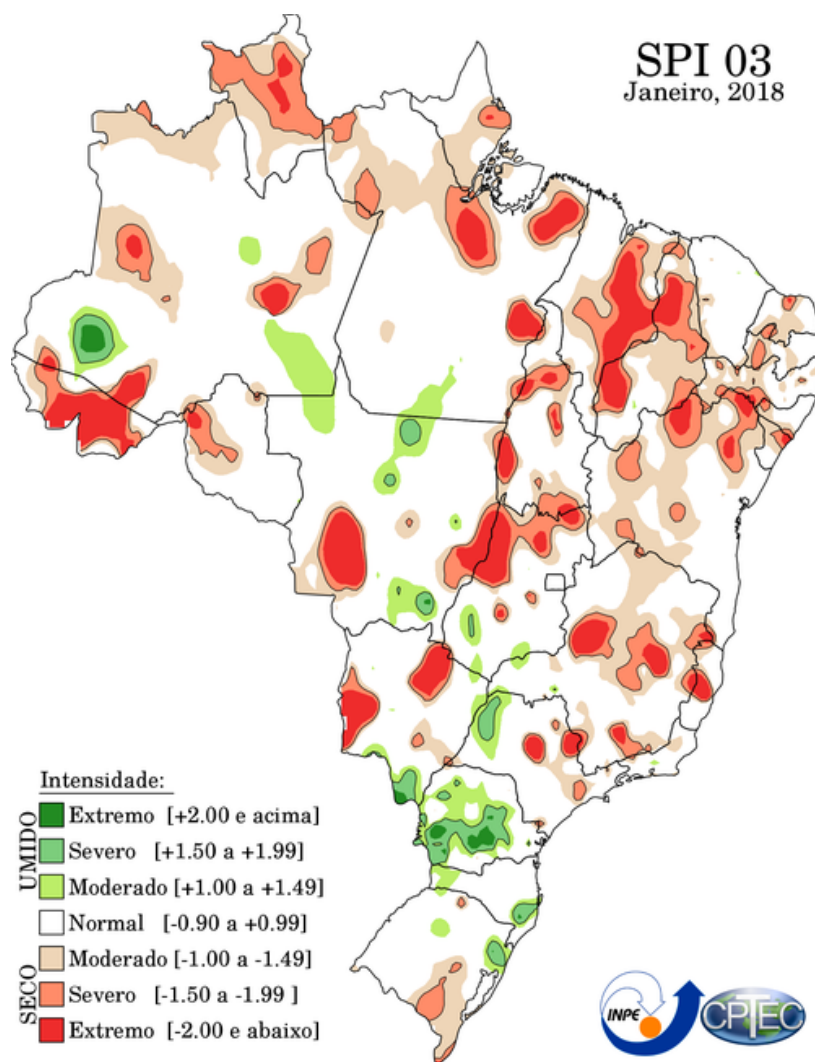 SPI 03
Janeiro, 2018
Intensidade:
UMIDO
Extremo [+2.00 e acima]
Severo [+1.50 a +1.99]
Moderado [+1.00 a +1.49]
Normal [-0.90 a +0.99]
SECO
Moderado [-1.00 a -1.49]
Severo [-1.50 a -1.99 ]
Extremo [-2.00 e abaixo]
INPE
CPTEC